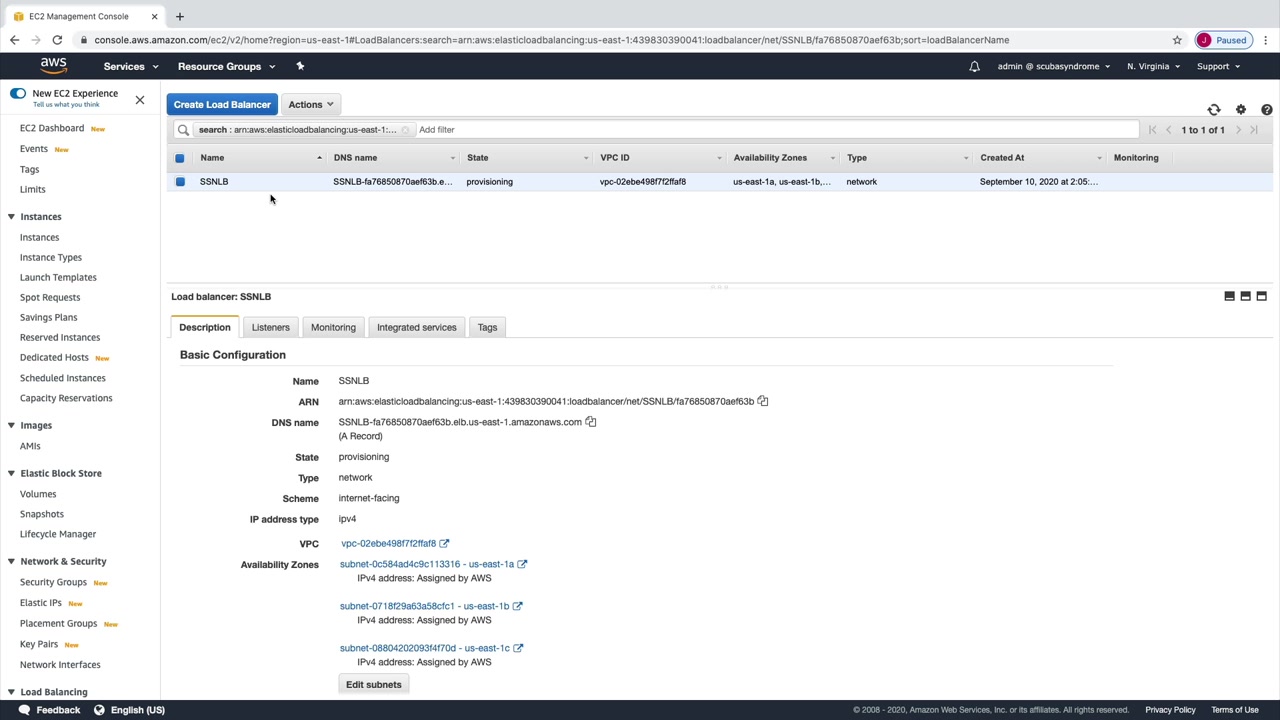 EC2 Management Console
console.aws.amazon.com/ec2/v2/home?region=us-east-1#LoadBalancers:search=arn:aws:elasticloadbalancing:us-east-1:439830390041:loadbalancer/net/SSNLB/fa76850870aef63b;sort=loadBalancerName
J Paused
aws Services Resource Groups admin @ scubasyndrome N. Virginia Support
New EC2 Experience
Tell us what you think
EC2 Dashboard New
Events New
Tags
Limits
Instances
Instances
Instance Types
Launch Templates
Spot Requests
Savings Plans
Reserved Instances
Dedicated Hosts New
Scheduled Instances
Capacity Reservations
Images
AMIs
Elastic Block Store
Volumes
Snapshots
Lifecycle Manager
Network & Security
Security Groups New
Elastic IPs New
Placement Groups New
Key Pairs New
Network Interfaces
Load Balancing
Create Load Balancer Actions
search : arn:aws:elasticloadbalancing:us-east-1:... Add filter 1 to 1 of 1
Name DNS name State VPC ID Availability Zones Type Created At Monitoring
SSNLB SSNLB-fa76850870aef63b.e... provisioning vpc-02ebe498f7f2ffaf8 us-east-1a, us-east-1b,... network September 10, 2020 at 2:05:...
Load balancer: SSNLB
Description Listeners Monitoring Integrated services Tags
Basic Configuration
Name SSNLB
ARN arn:aws:elasticloadbalancing:us-east-1:439830390041:loadbalancer/net/SSNLB/fa76850870aef63b
DNS name SSNLB-fa76850870aef63b.elb.us-east-1.amazonaws.com
(A Record)
State provisioning
Type network
Scheme internet-facing
IP address type ipv4
VPC vpc-02ebe498f7f2ffaf8
Availability Zones subnet-0c584ad4c9c113316 - us-east-1a
IPv4 address: Assigned by AWS
subnet-0718f29a63a58cfc1 - us-east-1b
IPv4 address: Assigned by AWS
subnet-08804202093f4f70d - us-east-1c
IPv4 address: Assigned by AWS
Edit subnets
Feedback English (US) © 2008 - 2020, Amazon Web Services, Inc. or its affiliates. All rights reserved. Privacy Policy Terms of Use